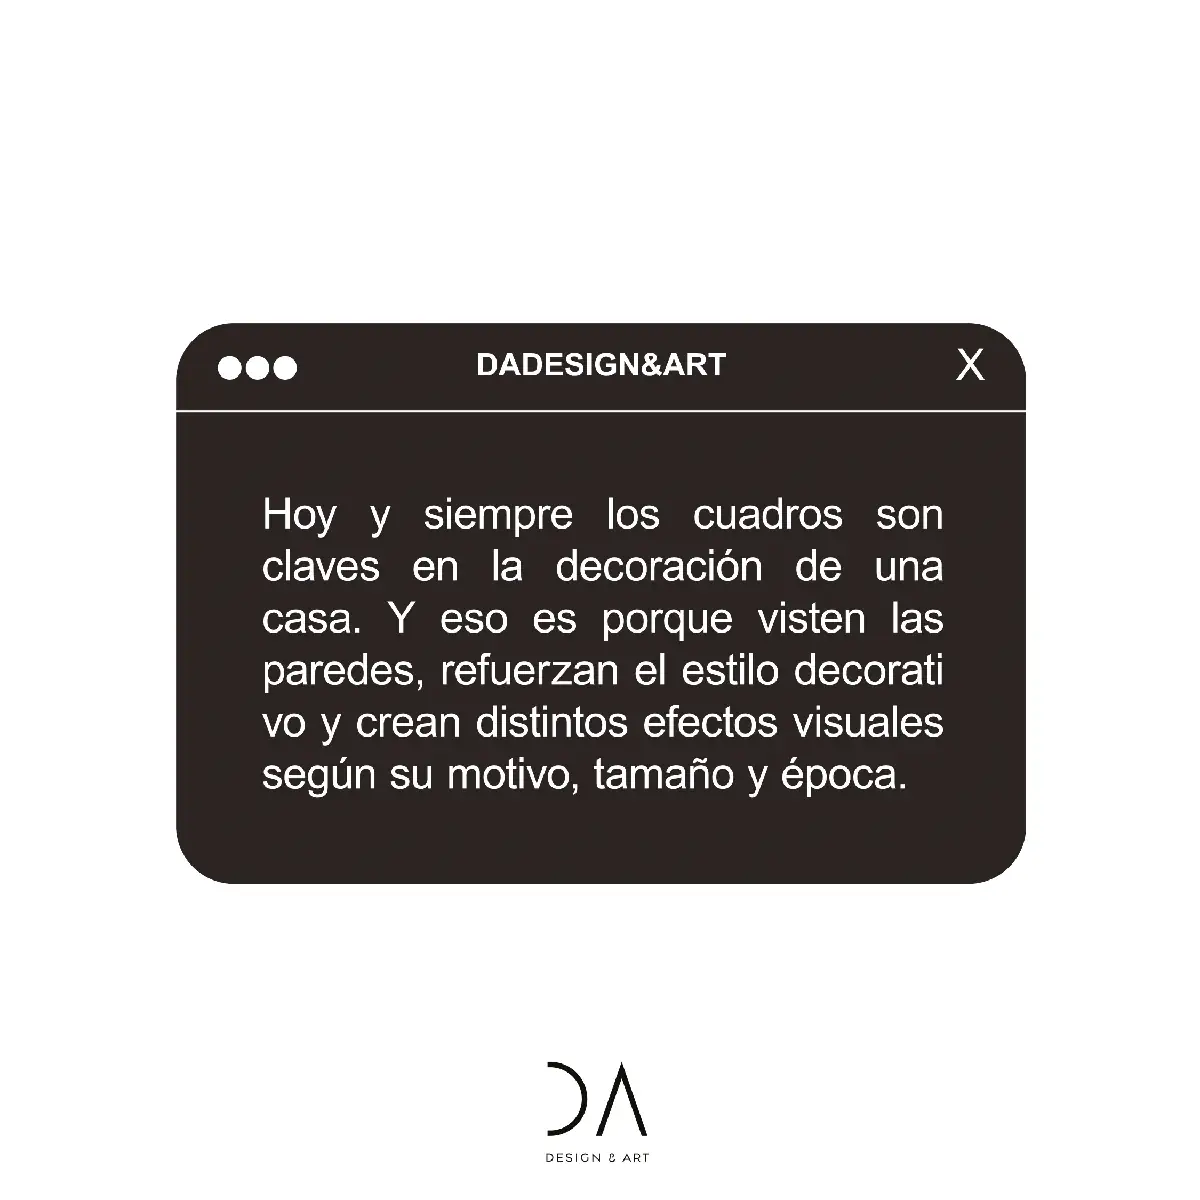 DADESIGN&ART
X
Hoy y siempre los cuadros son
claves en la decoración de una
casa. Y eso es porque visten las
paredes, refuerzan el estilo decorati
vo y crean distintos efectos visuales
según su motivo, tamaño y época.
DA
DESIGN & ART